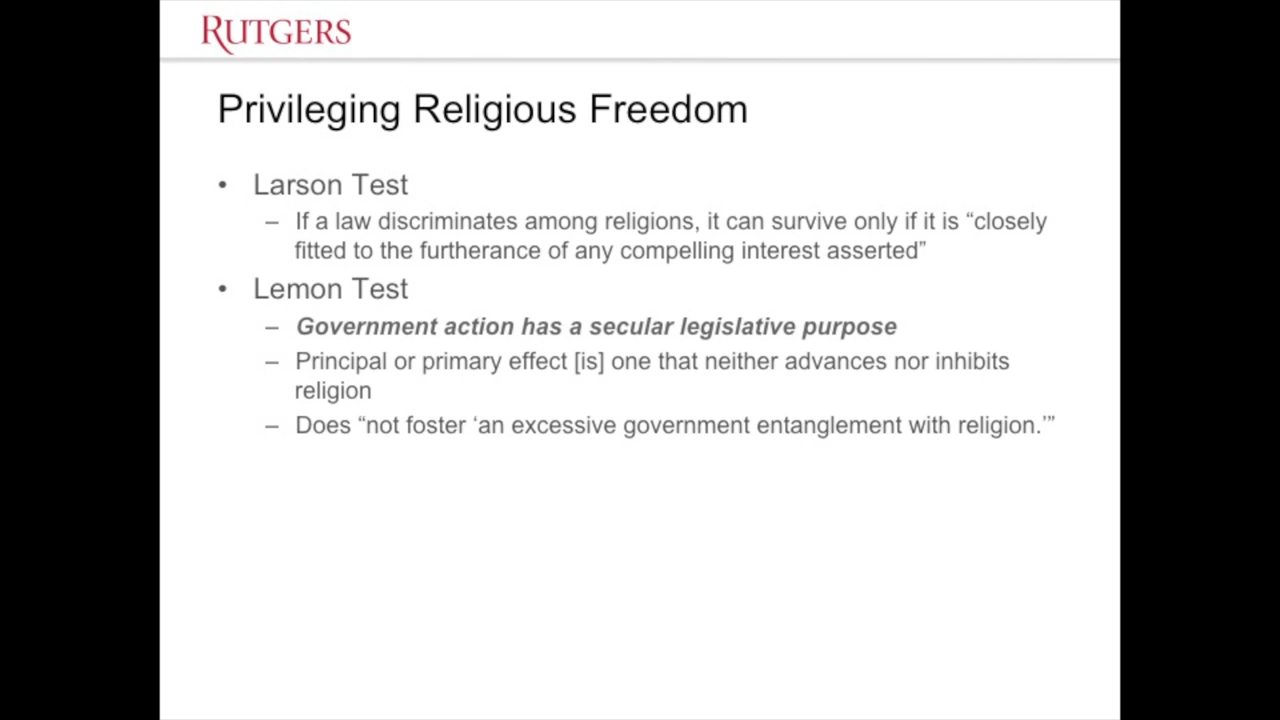 RUTGERS
Privileging Religious Freedom
• Larson Test
– If a law discriminates among religions, it can survive only if it is “closely
fitted to the furtherance of any compelling interest asserted”
• Lemon Test
– Government action has a secular legislative purpose
– Principal or primary effect [is] one that neither advances nor inhibits
religion
– Does “not foster ‘an excessive government entanglement with religion.’”